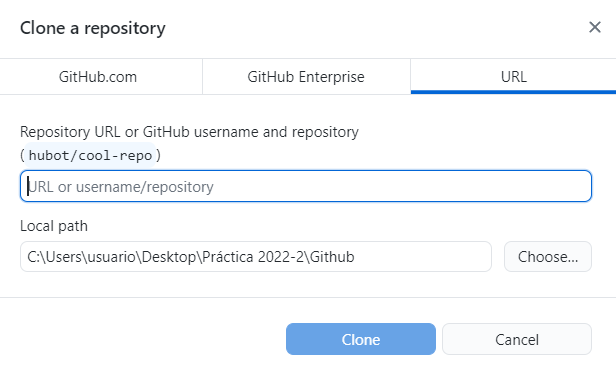 Clone a repository
GitHub.com
GitHub Enterprise
URL
Repository URL or GitHub username and repository
(hubot/cool-repo)
URL or username/repository
Local path
C:\Users\usuario\Desktop\Práctica 2022-2\Github
Choose...
Clone
Cancel